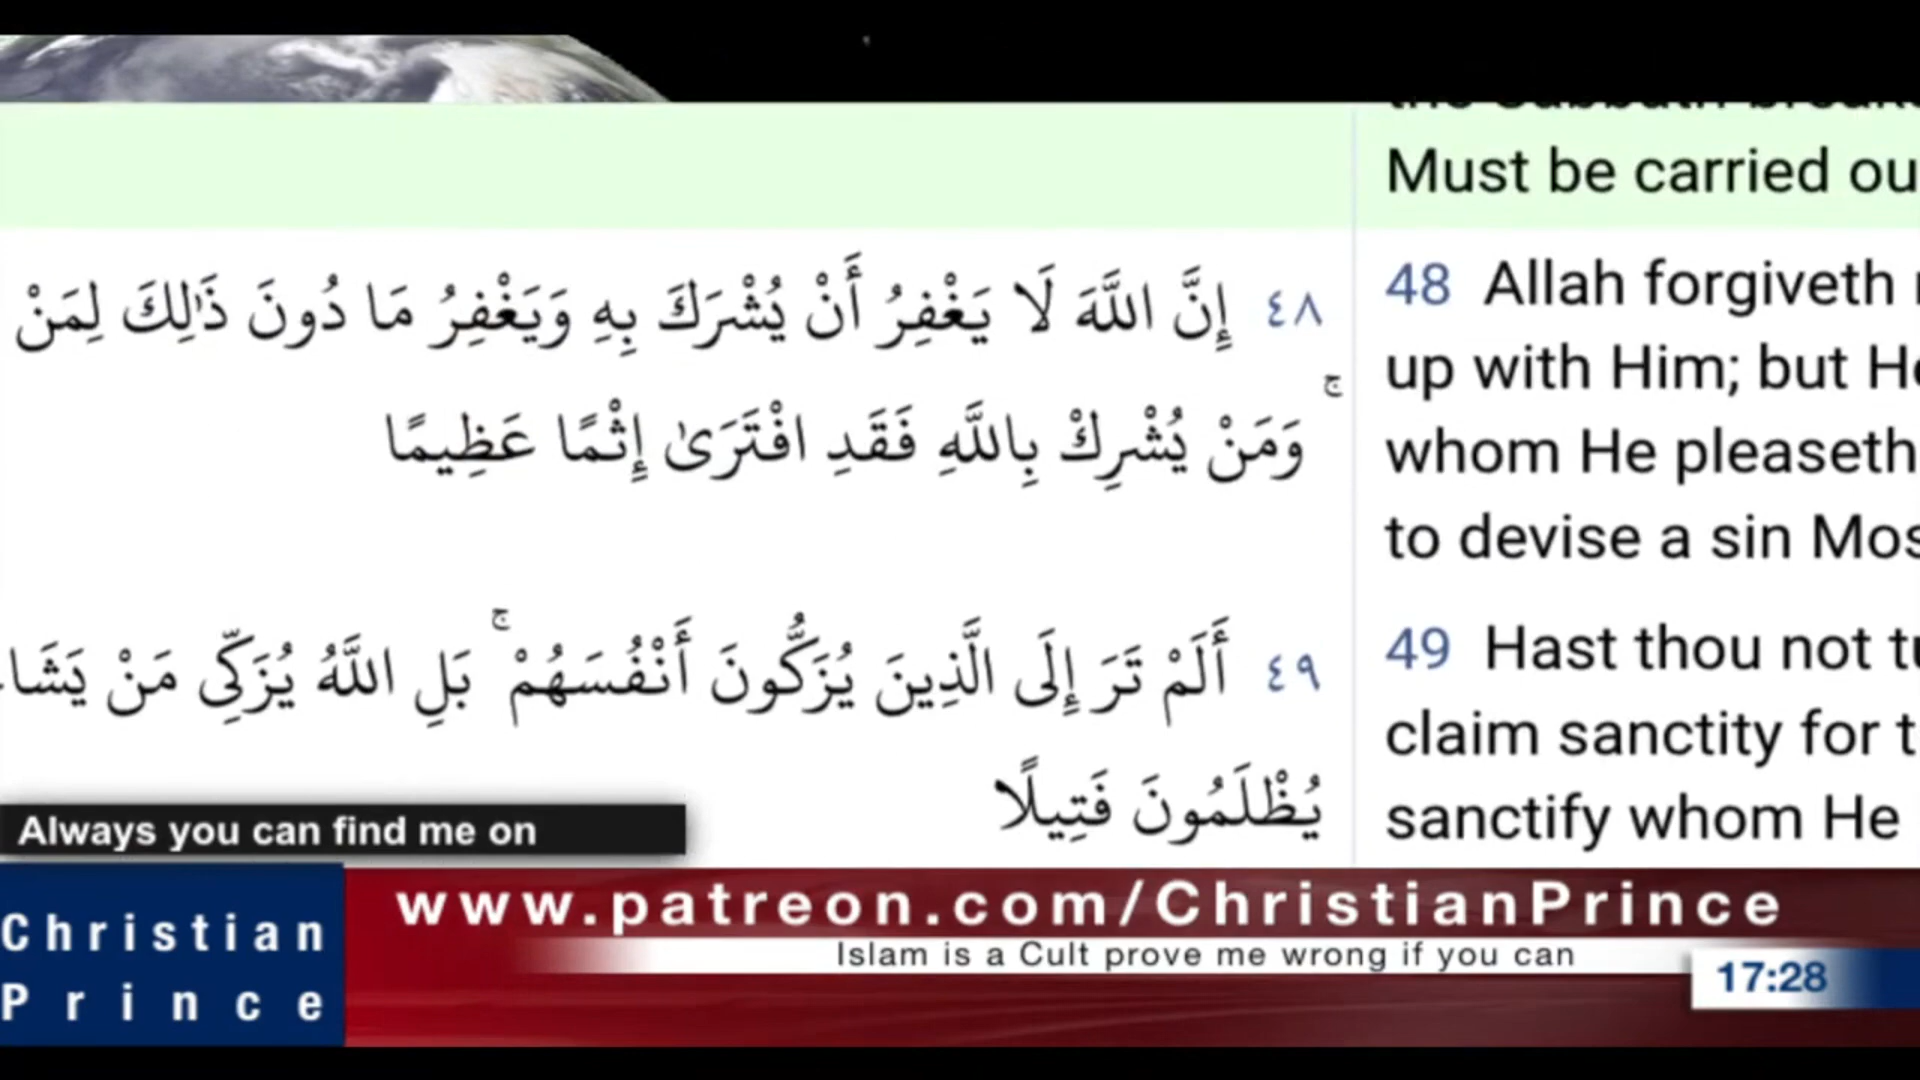 Must be carried
إِنَّ اللَّهَ لَا يَغْفِرُ أَنْ يُشْرَكَ بِهِ وَيَغْفِرُ مَا دُونَ ذَٰلِكَ لِمَنْ ٤٨
ۚ وَمَنْ يُشْرِكْ بِاللَّهِ فَقَدِ افْتَرَىٰ إِثْمًا عَظِيمًا
48 Allah forgiveth
up with Him; but
whom He pleaseth
to devise a sin
٤٩ أَلَمْ تَرَ إِلَى الَّذِينَ يُزَكُّونَ أَنْفُسَهُمْ ۚ بَلِ اللَّهُ يُزَكِّي مَنْ
يُظْلَمُونَ فَتِيلًا
49 Hast thou not
claim sanctity for
sanctify whom He
Always you can find me on
Christian
Prince
www.patreon.com/ChristianPrince
Islam is a Cult prove me wrong if you can
17:28